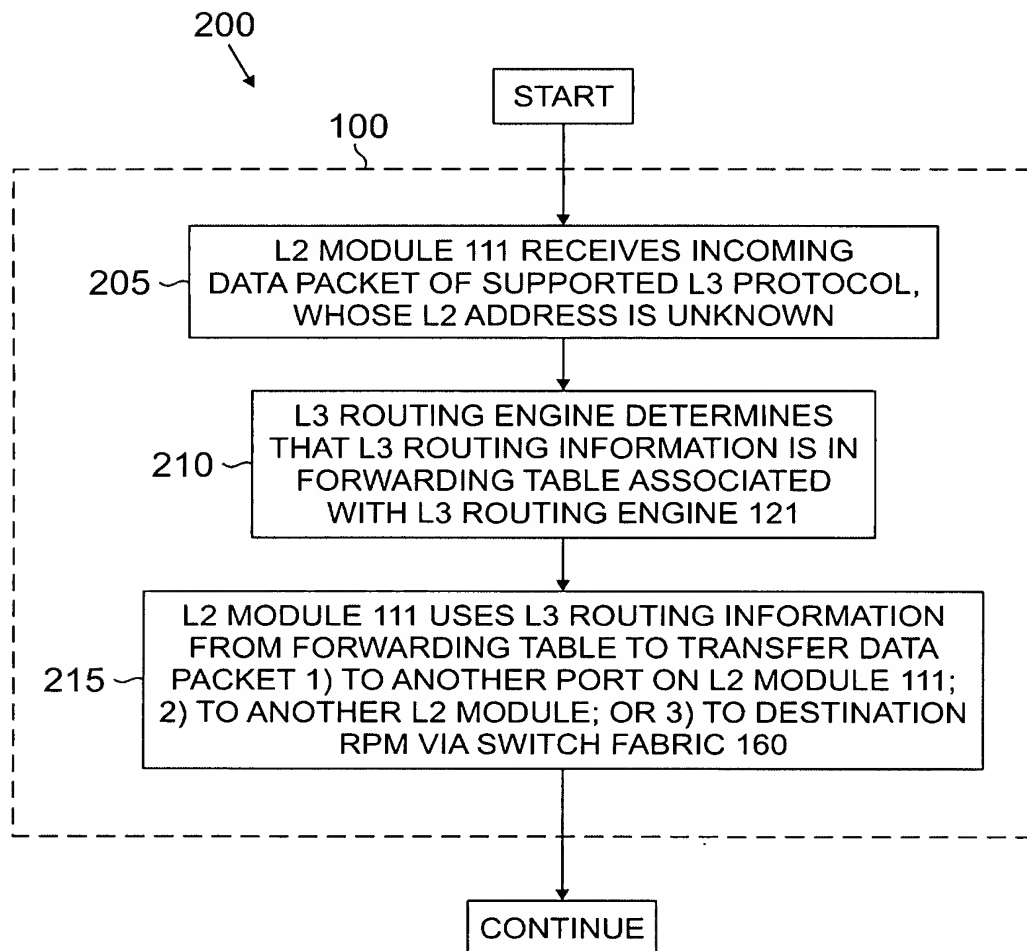 200
START
100
L2 MODULE 111 RECEIVES INCOMING
DATA PACKET OF SUPPORTED L3 PROTOCOL,
WHOSE L2 ADDRESS IS UNKNOWN
205
L3 ROUTING ENGINE DETERMINES
THAT L3 ROUTING INFORMATION IS IN
FORWARDING TABLE ASSOCIATED
WITH L3 ROUTING ENGINE 121
210
L2 MODULE 111 USES L3 ROUTING INFORMATION
FROM FORWARDING TABLE TO TRANSFER DATA
PACKET 1) TO ANOTHER PORT ON L2 MODULE 111;
2) TO ANOTHER L2 MODULE; OR 3) TO DESTINATION
RPM VIA SWITCH FABRIC 160
215
CONTINUE